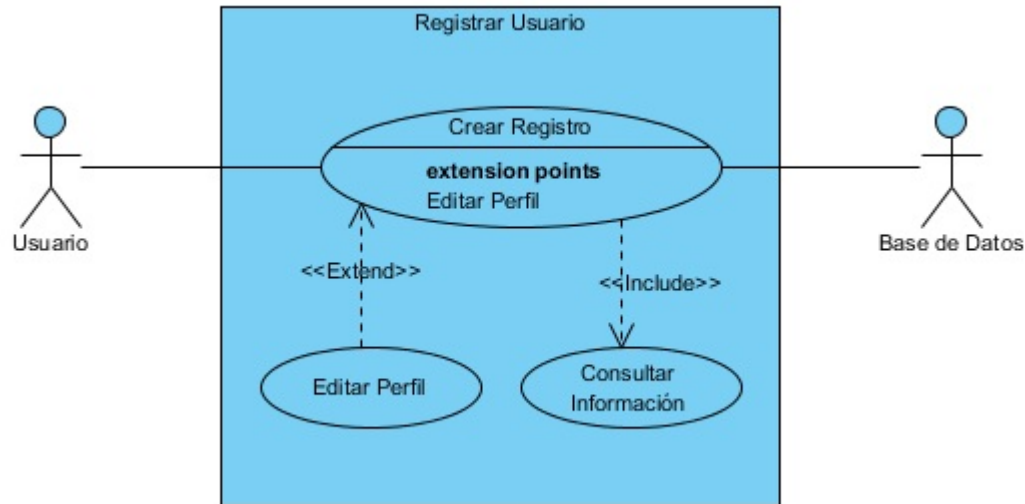 Registrar Usuario
Crear Registro
extension points
Editar Perfil
Usuario
Base de Datos
<<Extend>>
<<Include>>
Editar Perfil
Consultar
Información